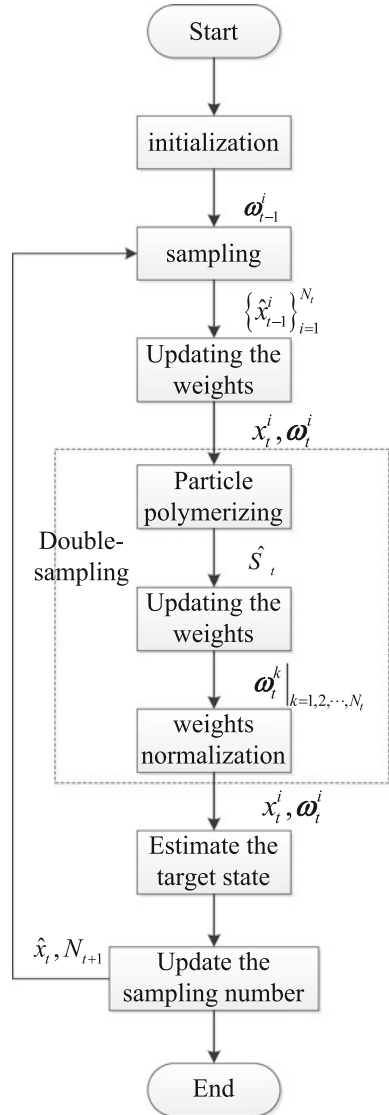 Start
initialization
ω_{t-1}^{i}
sampling
{x̂_{t-1}^{i}}_{i=1}^{N_t}
Updating the
weights
x_t^i, ω_t^i
Particle
polymerizing
Double-
sampling
Ŝ_t
Updating the
weights
ω_t^k|_{k=1,2,⋯,N_t}
weights
normalization
x_t^i, ω_t^i
Estimate the
target state
x̂_t, N_{t+1}
Update the
sampling number
End